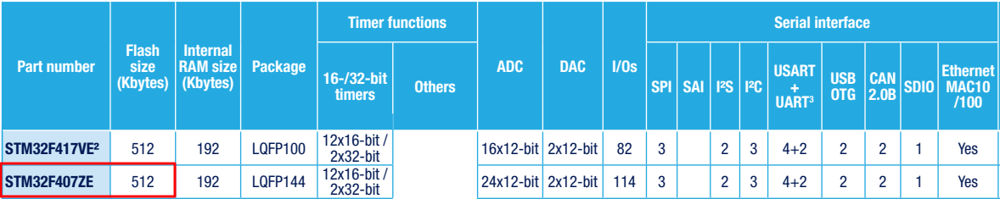 Part number Flash size (Kbytes) Internal RAM size (Kbytes) Package Timer functions 16-/32-bit timers Others ADC DAC I/Os Serial interface SPI SAI I²S I²C USART + UART³ USB OTG CAN 2.0B SDIO Ethernet MAC10 /100
STM32F417VE² 512 192 LQFP100 12x16-bit / 2x32-bit 16x12-bit 2x12-bit 82 3 2 3 4+2 2 2 1 Yes
STM32F407ZE 512 192 LQFP144 12x16-bit / 2x32-bit 24x12-bit 2x12-bit 114 3 2 3 4+2 2 2 1 Yes